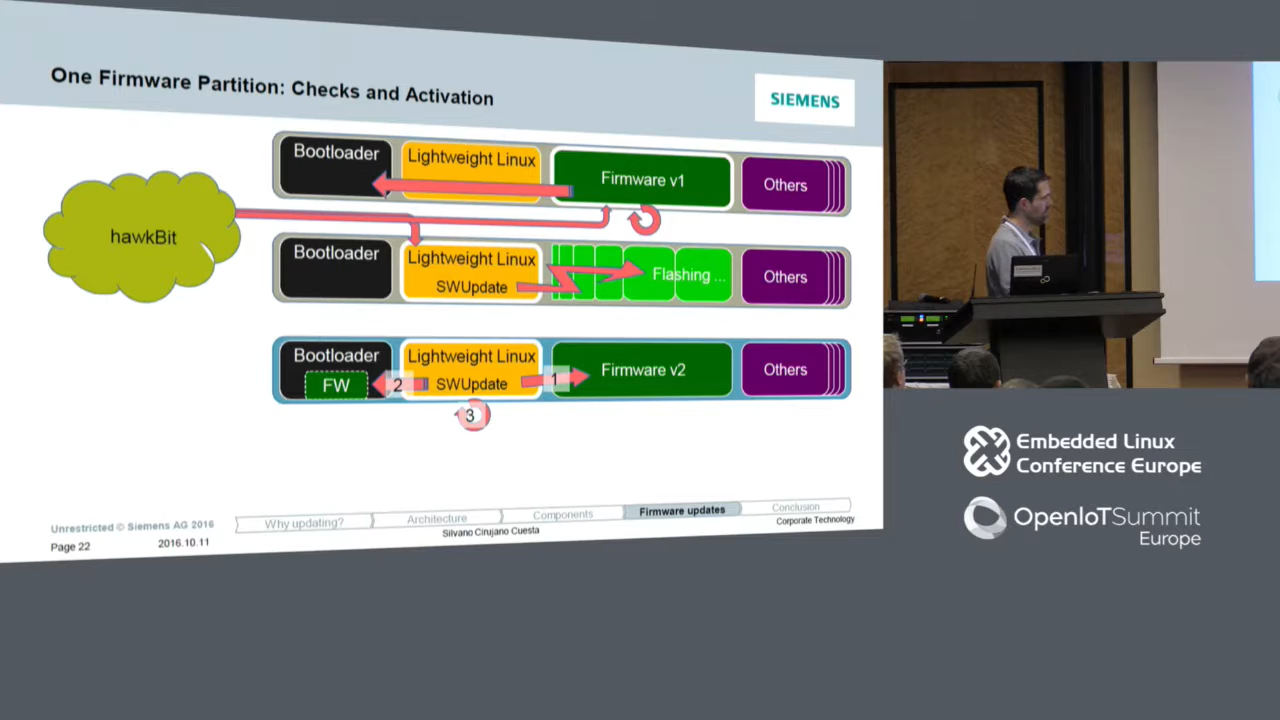 One Firmware Partition: Checks and Activation
SIEMENS
hawkBit
Bootloader
Lightweight Linux
Firmware v1
Others
Bootloader
Lightweight Linux
SWUpdate
Flashing ...
Others
Bootloader
FW
2
Lightweight Linux
SWUpdate
1
3
Firmware v2
Others
Unrestricted © Siemens AG 2016
Page 22
2016.10.11
Why updating?
Architecture
Components
Firmware updates
Conclusion
Silvano Cirujano Cuesta
Corporate Technology
Embedded Linux
Conference Europe
OpenIoTSummit
Europe